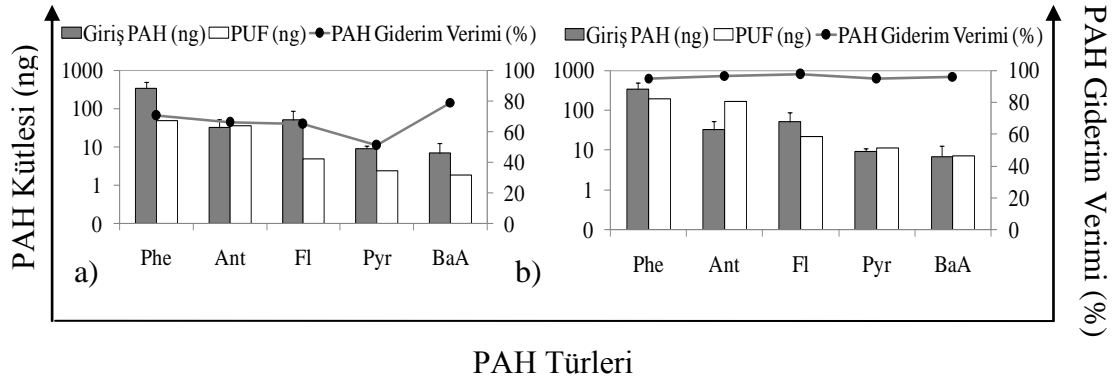 PAH Kütlesi (ng)
Giriş PAH (ng) PUF (ng) PAH Giderim Verimi (%)
1000
100
10
1
0
100
80
60
40
20
0
Phe Ant Fl Pyr BaA
a)
Giriş PAH (ng) PUF (ng) PAH Giderim Verimi (%)
1000
100
10
1
0
100
80
60
40
20
0
Phe Ant Fl Pyr BaA
b)
PAH Giderim Verimi (%)
PAH Türleri